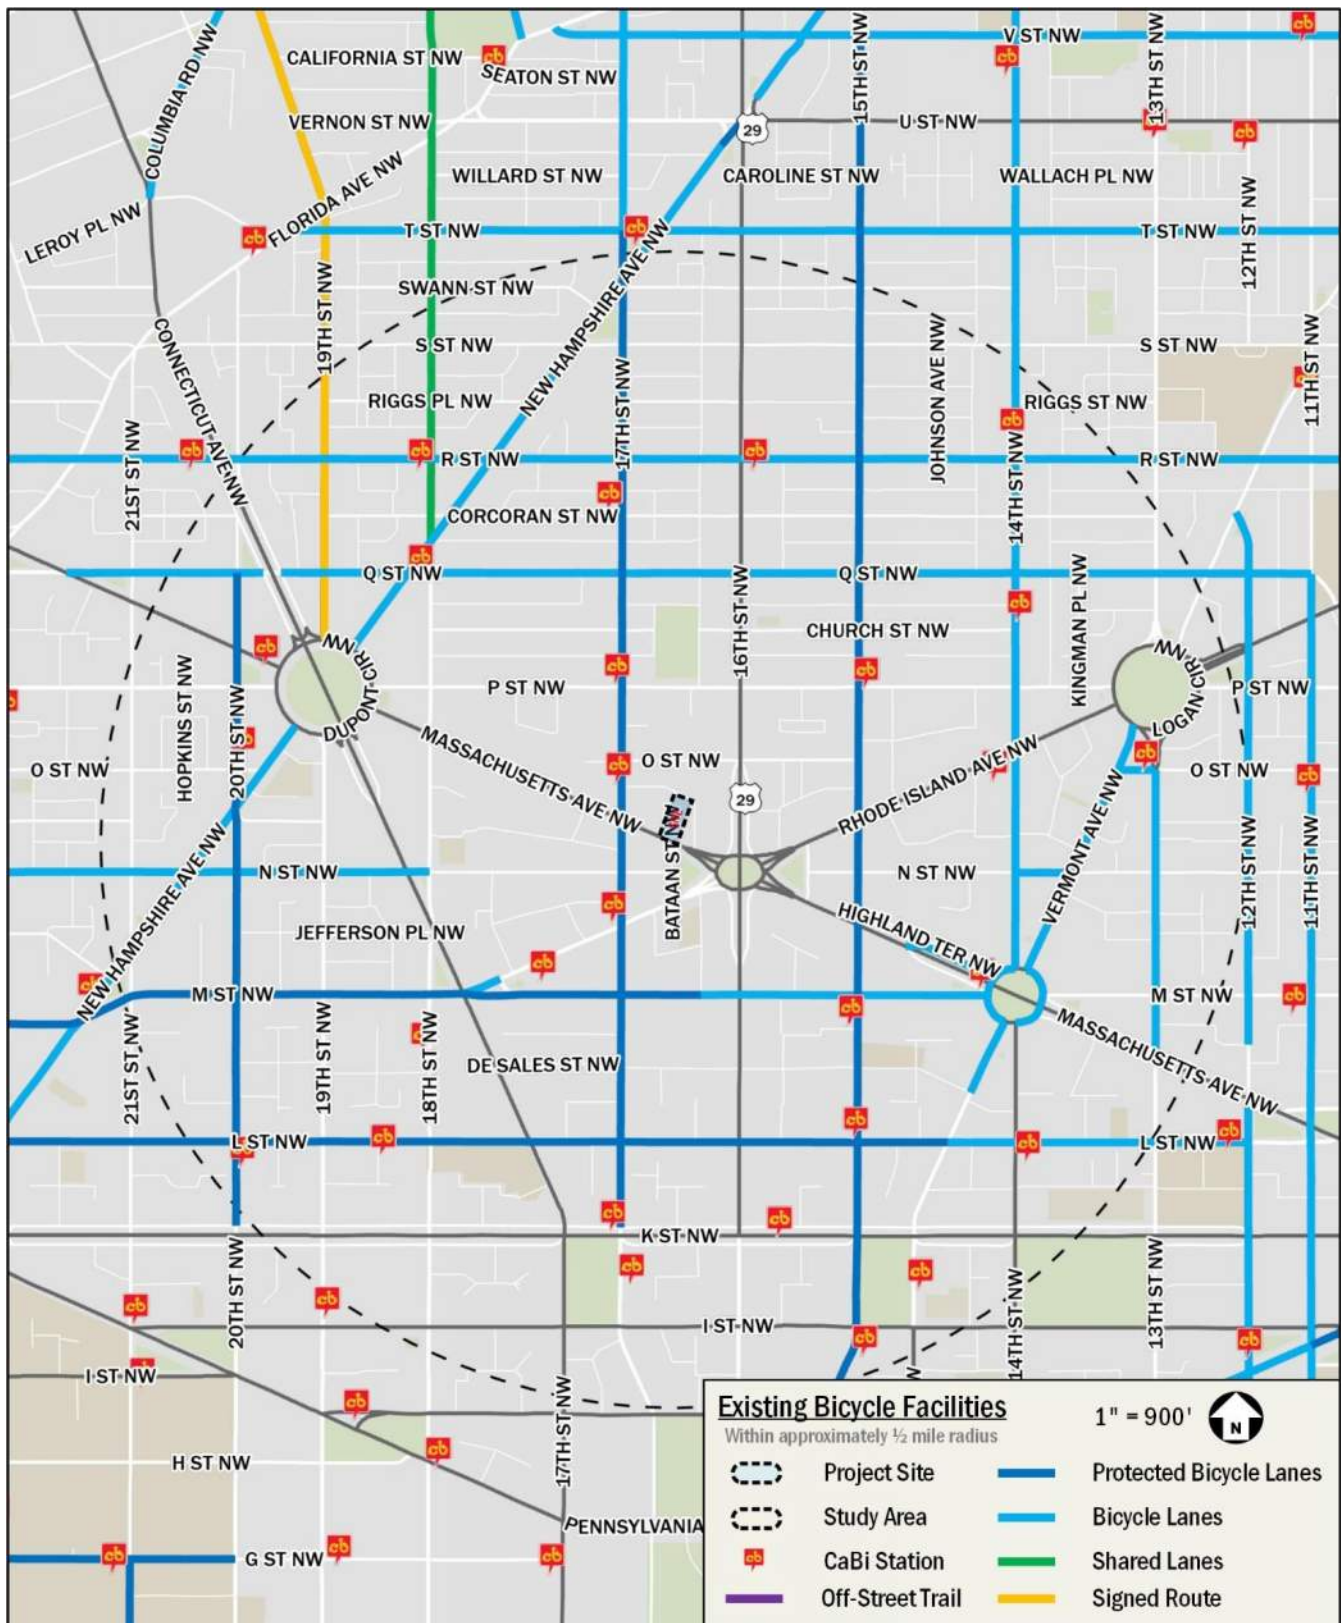 COLUMBIA RD NW
CALIFORNIA ST NW
SEATON ST NW
15TH ST NW
V ST NW
13TH ST NW
cb
VERNON ST NW
29
U ST NW
WILLARD ST NW
CAROLINE ST NW
WALLACH PL NW
LEROY PL NW
FLORIDA AVE NW
T ST NW
T ST NW
12TH ST NW
SWANN ST NW
NEW HAMPSHIRE AVE NW
CONNECTICUT AVE NW
19TH ST NW
S ST NW
S ST NW
JOHNSON AVE NW
11TH ST NW
RIGGS PL NW
17TH ST NW
RIGGS ST NW
21ST ST NW
R ST NW
14TH ST NW
R ST NW
CORCORAN ST NW
Q ST NW
Q ST NW
16TH ST NW
KINGMAN PL NW
CHURCH ST NW
DUPONT CIR NW
HOPKINS ST NW
20TH ST NW
P ST NW
LOGAN CIR NW
P ST NW
MASSACHUSETTS AVE NW
O ST NW
O ST NW
RHODE ISLAND AVE NW
O ST NW
29
BATAAN ST NW
N ST NW
N ST NW
VERMONT AVE NW
12TH ST NW
11TH ST NW
NEW HAMPSHIRE AVE NW
JEFFERSON PL NW
HIGHLAND TER NW
M ST NW
M ST NW
21ST ST NW
19TH ST NW
18TH ST NW
DE SALES ST NW
MASSACHUSETTS AVE NW
L ST NW
L ST NW
K ST NW
20TH ST NW
14TH ST NW
13TH ST NW
I ST NW
I ST NW
W
17TH ST NW
H ST NW
PENNSYLVANIA
G ST NW
Existing Bicycle Facilities
Within approximately ½ mile radius
1" = 900'
N
Project Site
Protected Bicycle Lanes
Study Area
Bicycle Lanes
cb
CaBi Station
Shared Lanes
Off-Street Trail
Signed Route